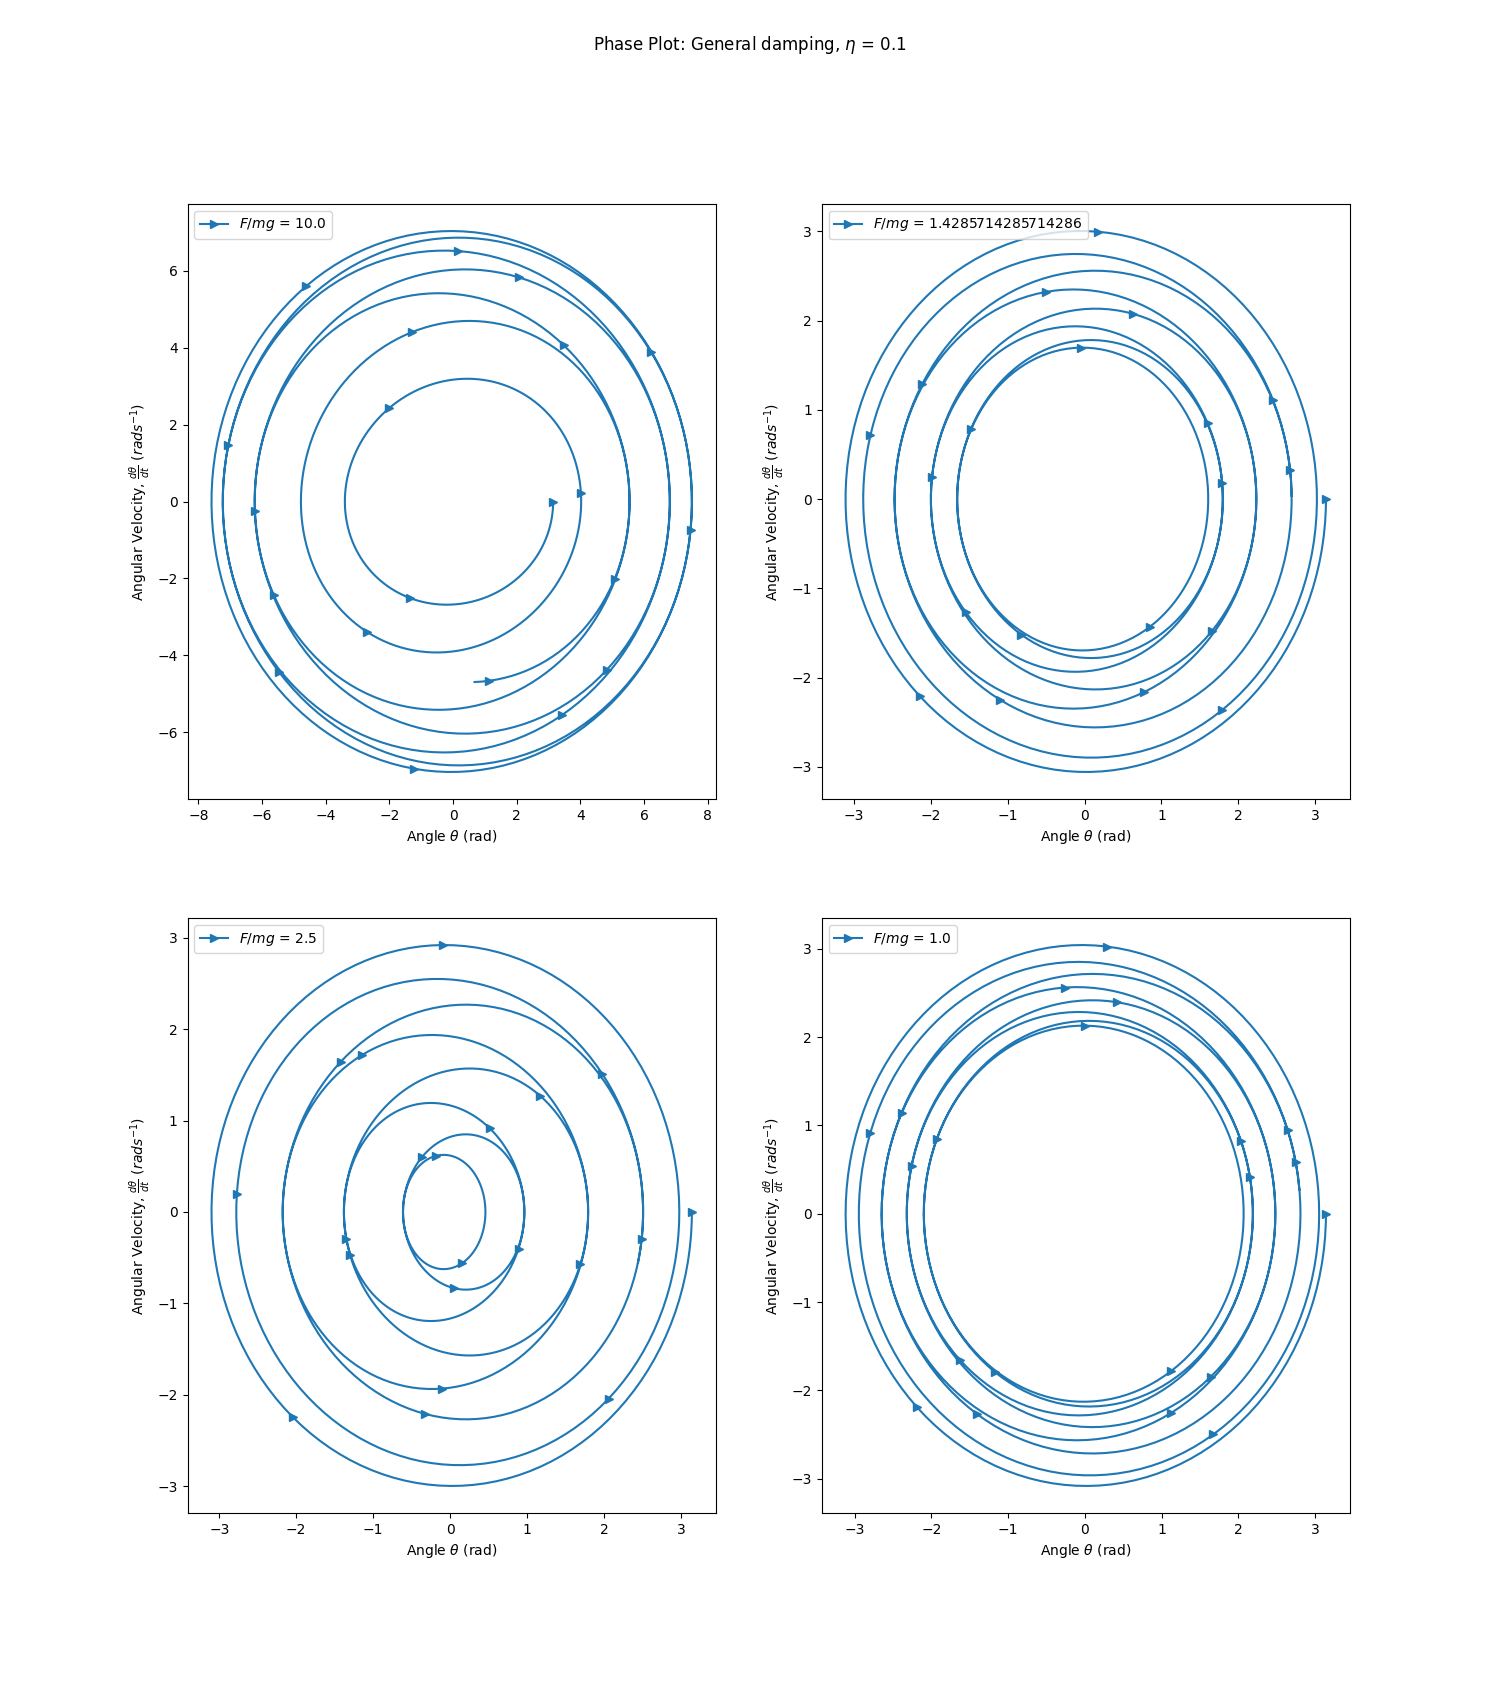 Phase Plot: General damping, η = 0.1
F/mg = 10.0
Angular Velocity, dθ/dt (rads⁻¹)
6
4
2
0
−2
−4
−6
−8 −6 −4 −2 0 2 4 6 8
Angle θ (rad)
F/mg = 1.4285714285714286
Angular Velocity, dθ/dt (rads⁻¹)
3
2
1
0
−1
−2
−3
−3 −2 −1 0 1 2 3
Angle θ (rad)
F/mg = 2.5
Angular Velocity, dθ/dt (rads⁻¹)
3
2
1
0
−1
−2
−3
−3 −2 −1 0 1 2 3
Angle θ (rad)
F/mg = 1.0
Angular Velocity, dθ/dt (rads⁻¹)
3
2
1
0
−1
−2
−3
−3 −2 −1 0 1 2 3
Angle θ (rad)